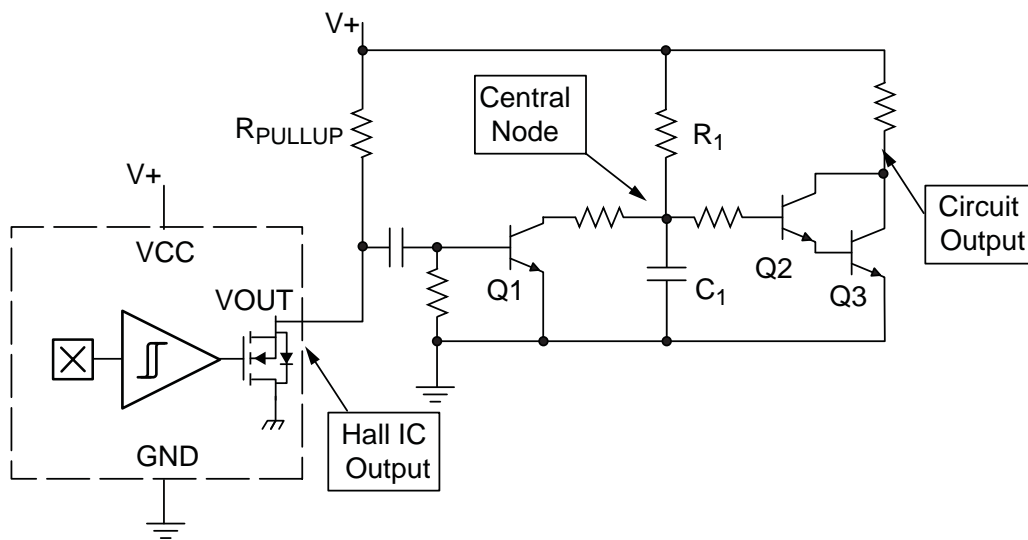 V+
Central
Node
RPULLUP
R1
V+
Circuit
Output
VCC
VOUT
Q1
C1
Q2
Q3
Hall IC
Output
GND